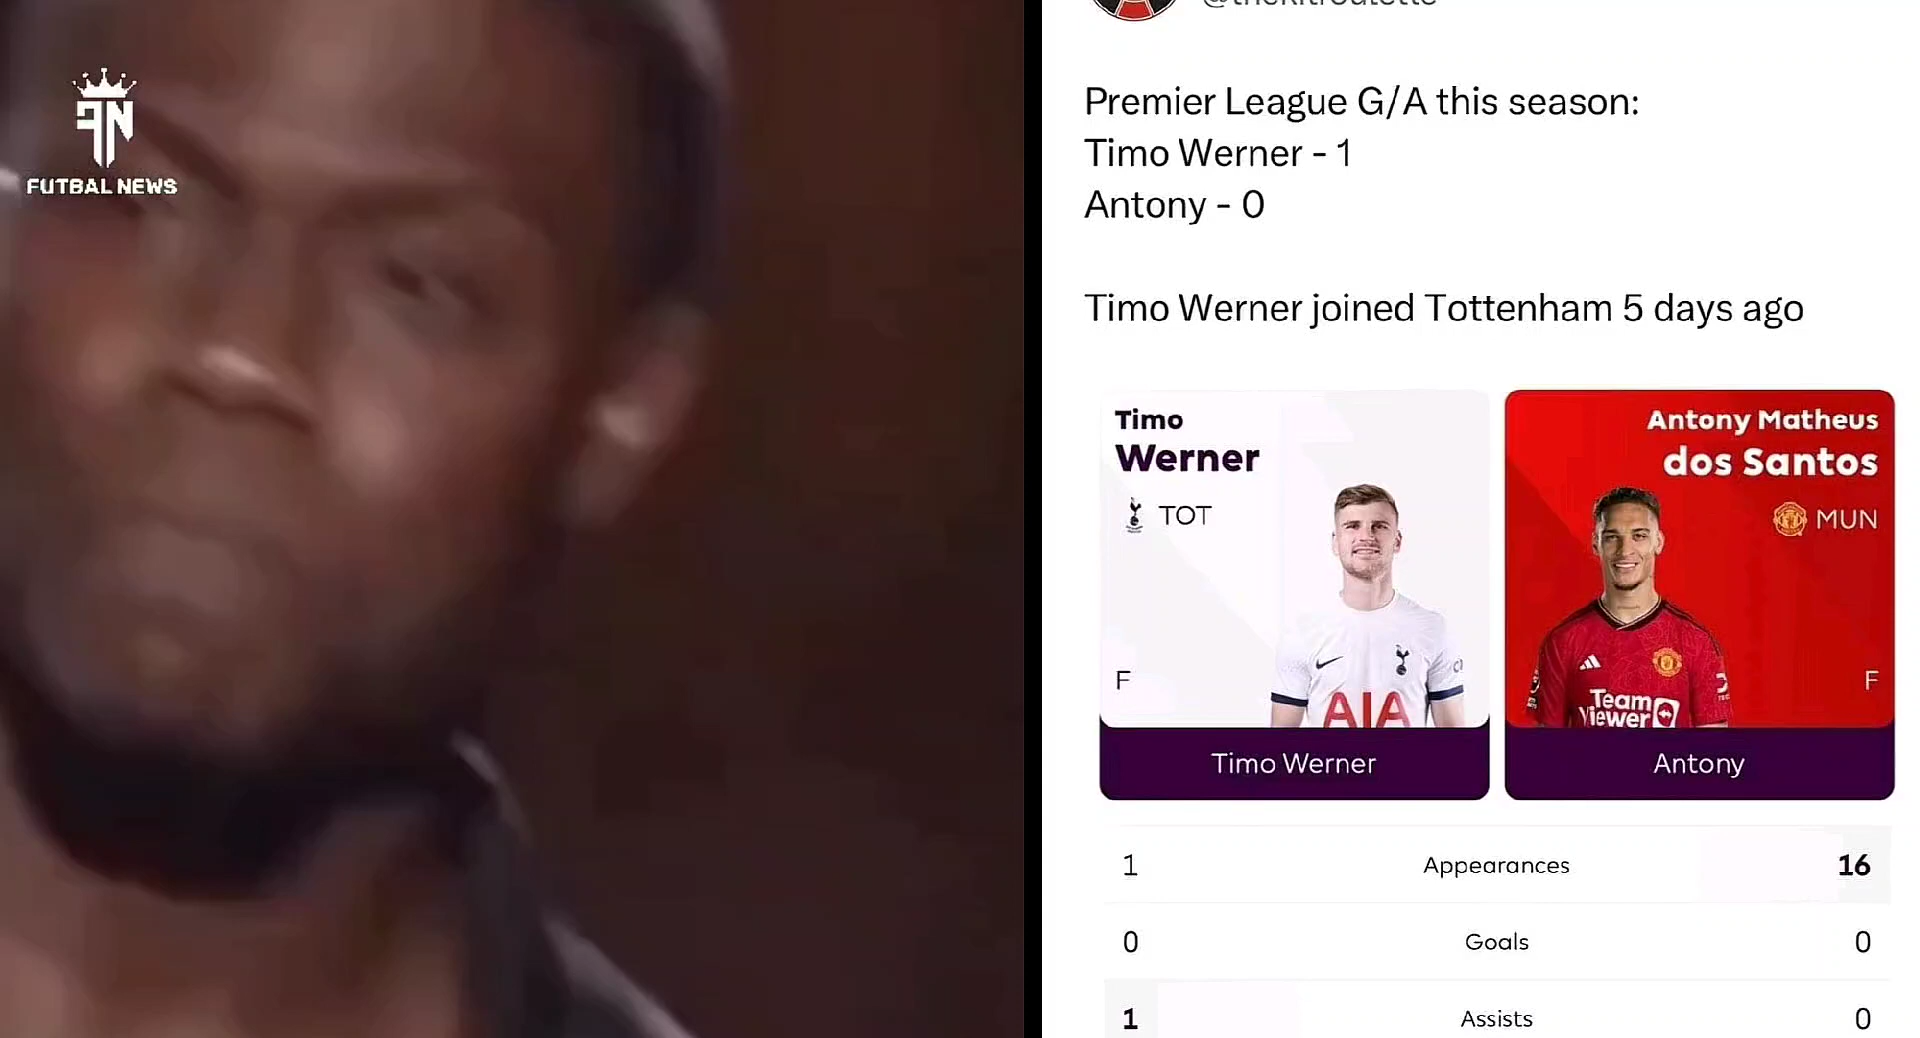 FUTBAL NEWS
@thekitroulette
Premier League G/A this season:
Timo Werner - 1
Antony - 0
Timo Werner joined Tottenham 5 days ago
Timo
Werner
TOT
F
AIA
Timo Werner
Antony Matheus
dos Santos
MUN
F
Team
Viewer
Antony
1 Appearances 16
0 Goals 0
1 Assists 0